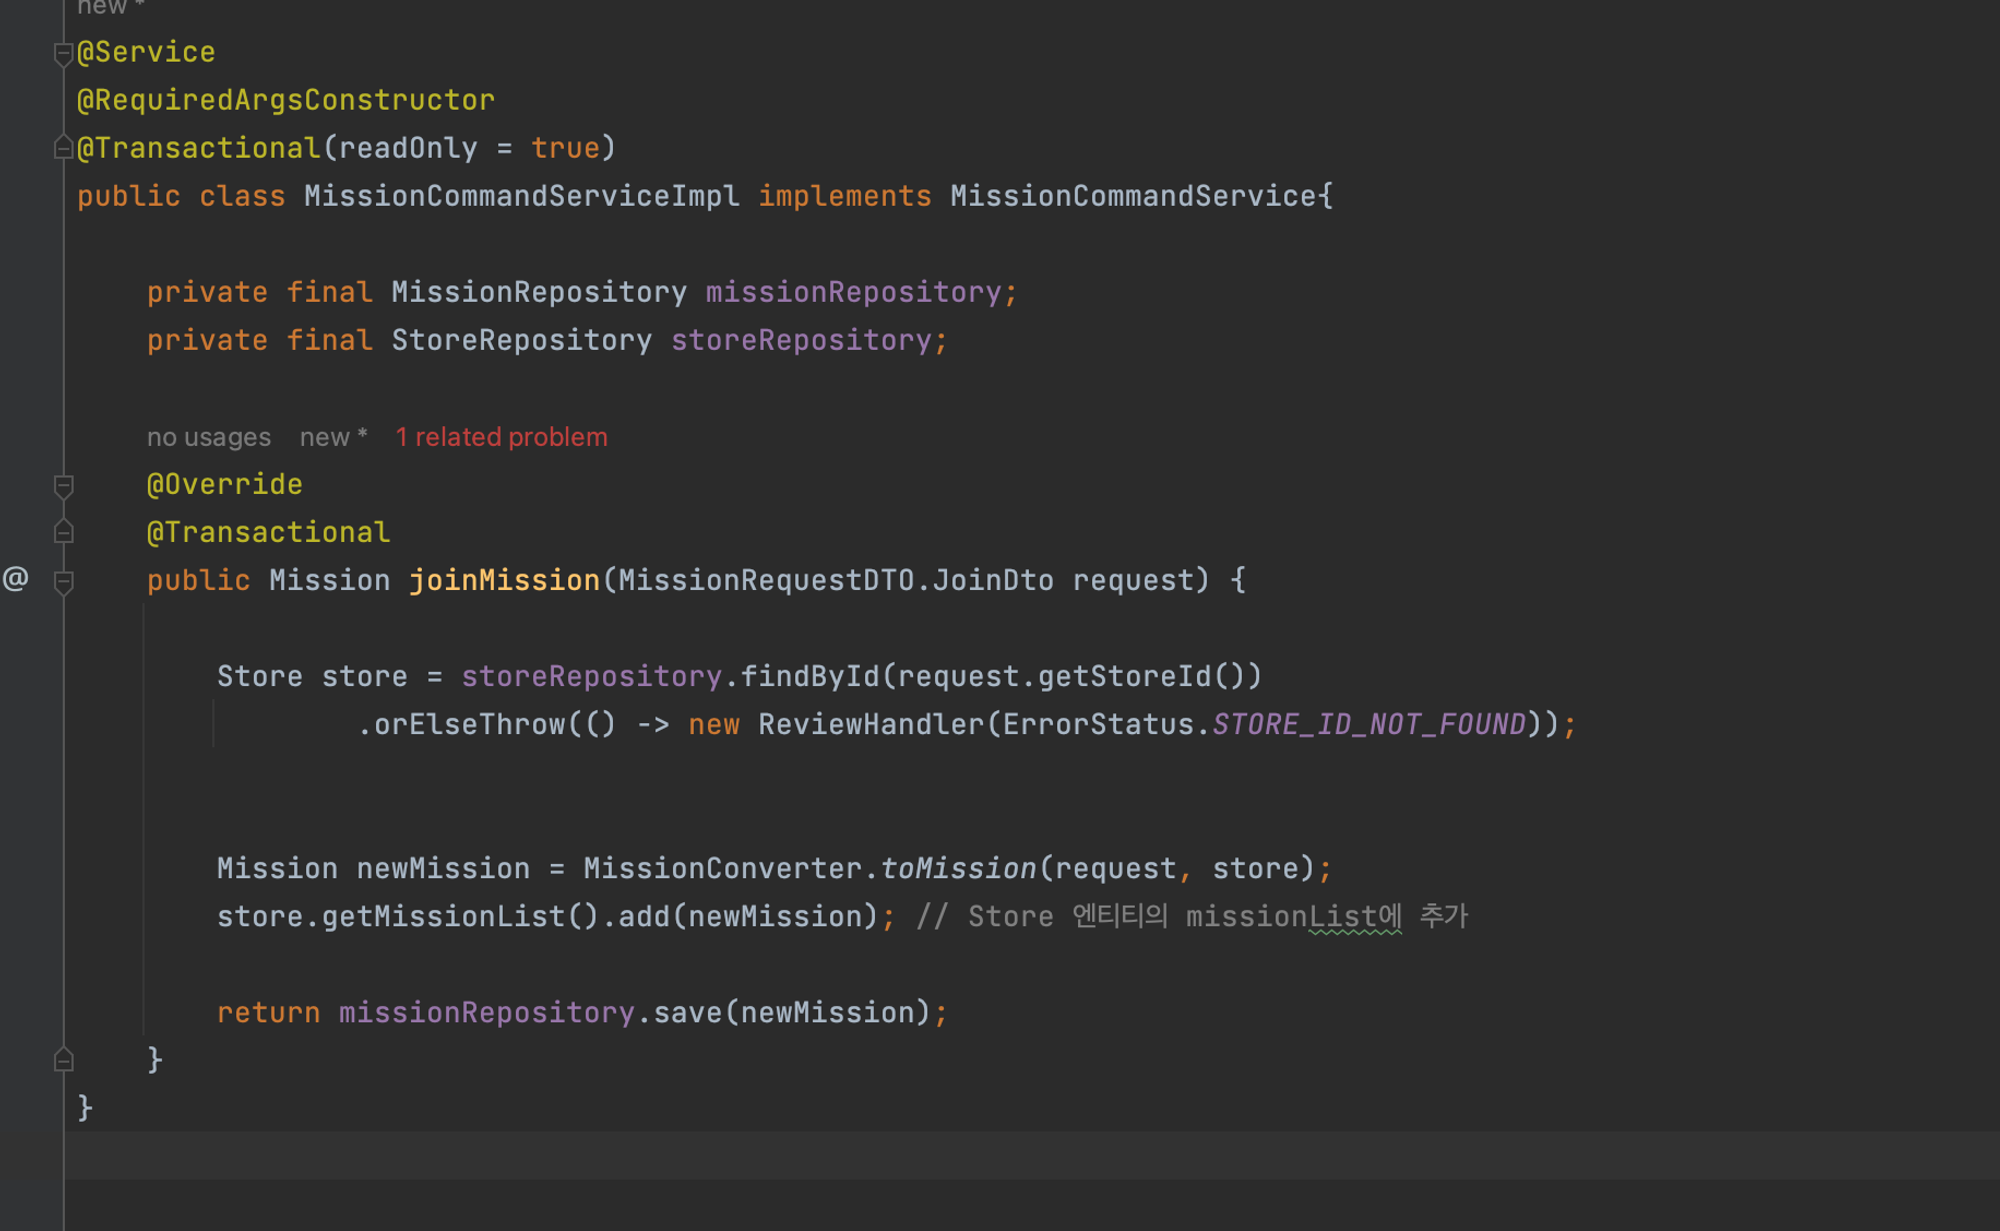 new *
@Service
@RequiredArgsConstructor
@Transactional(readOnly = true)
public class MissionCommandServiceImpl implements MissionCommandService{
private final MissionRepository missionRepository;
private final StoreRepository storeRepository;
no usages new * 1 related problem
@Override
@Transactional
@ public Mission joinMission(MissionRequestDTO.JoinDto request) {
Store store = storeRepository.findById(request.getStoreId())
.orElseThrow(() -> new ReviewHandler(ErrorStatus.STORE_ID_NOT_FOUND));
Mission newMission = MissionConverter.toMission(request, store);
store.getMissionList().add(newMission); // Store 엔티티의 missionList에 추가
return missionRepository.save(newMission);
}
}